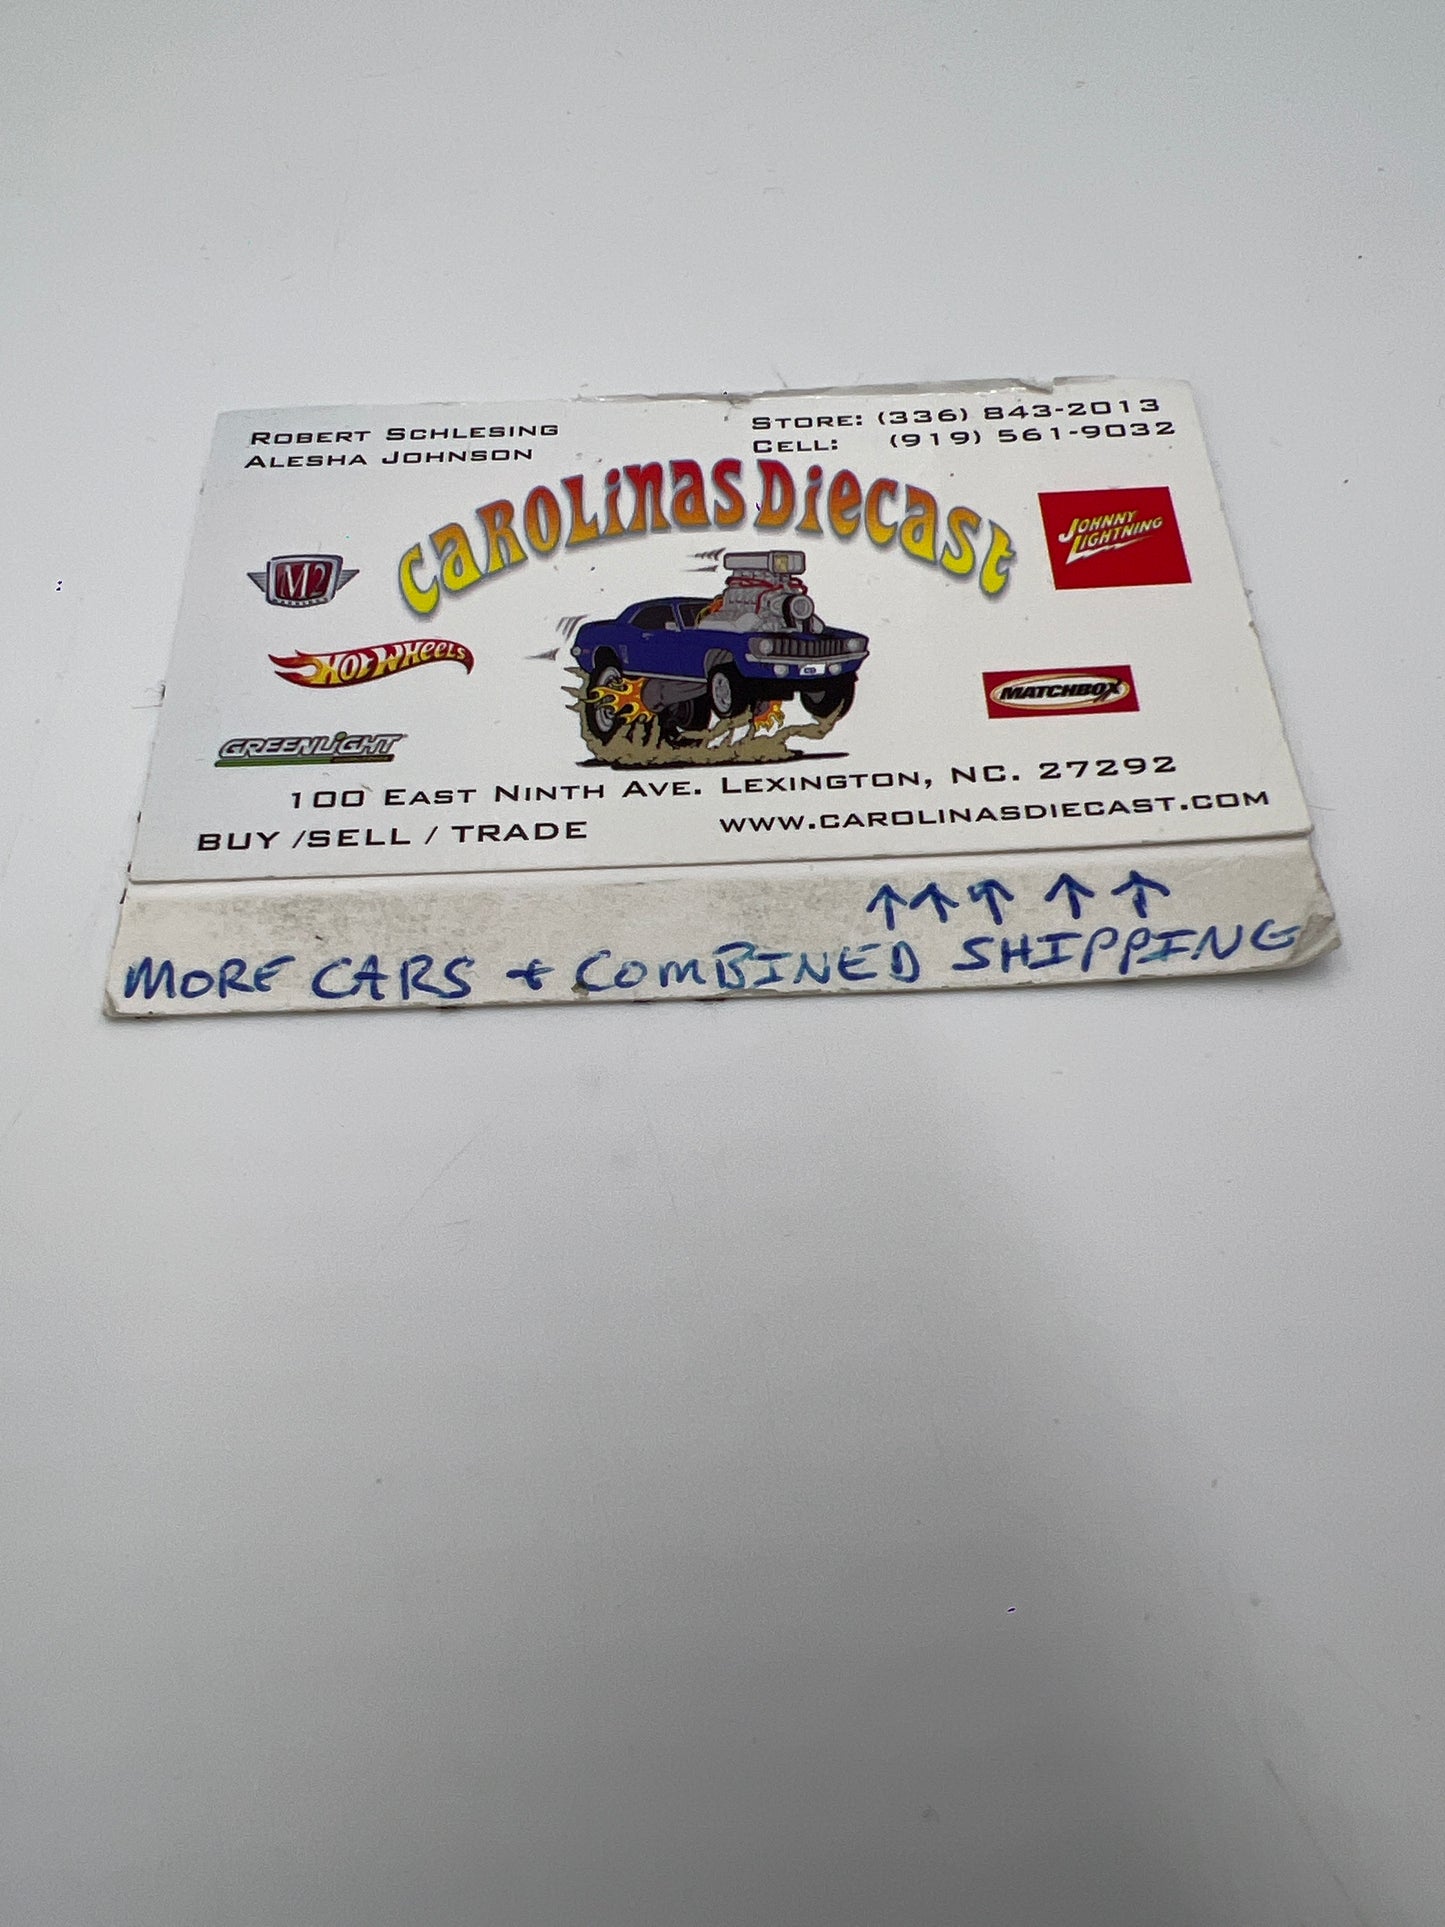 ROBERT SCHLESING
ALESHA JOHNSON
STORE: (336) 843-2013
CELL: (919) 561-9032
CAROLINAS DIECAST
JOHNNY
LIGHTNING
M2
HOT WHEELS
MATCHBOX
GREENLIGHT
100 EAST NINTH AVE. LEXINGTON, NC. 27292
BUY /SELL / TRADE
WWW.CAROLINASDIECAST.COM
↑ ↑ ↑ ↑ ↑
MORE CARS + COMBINED SHIPPING